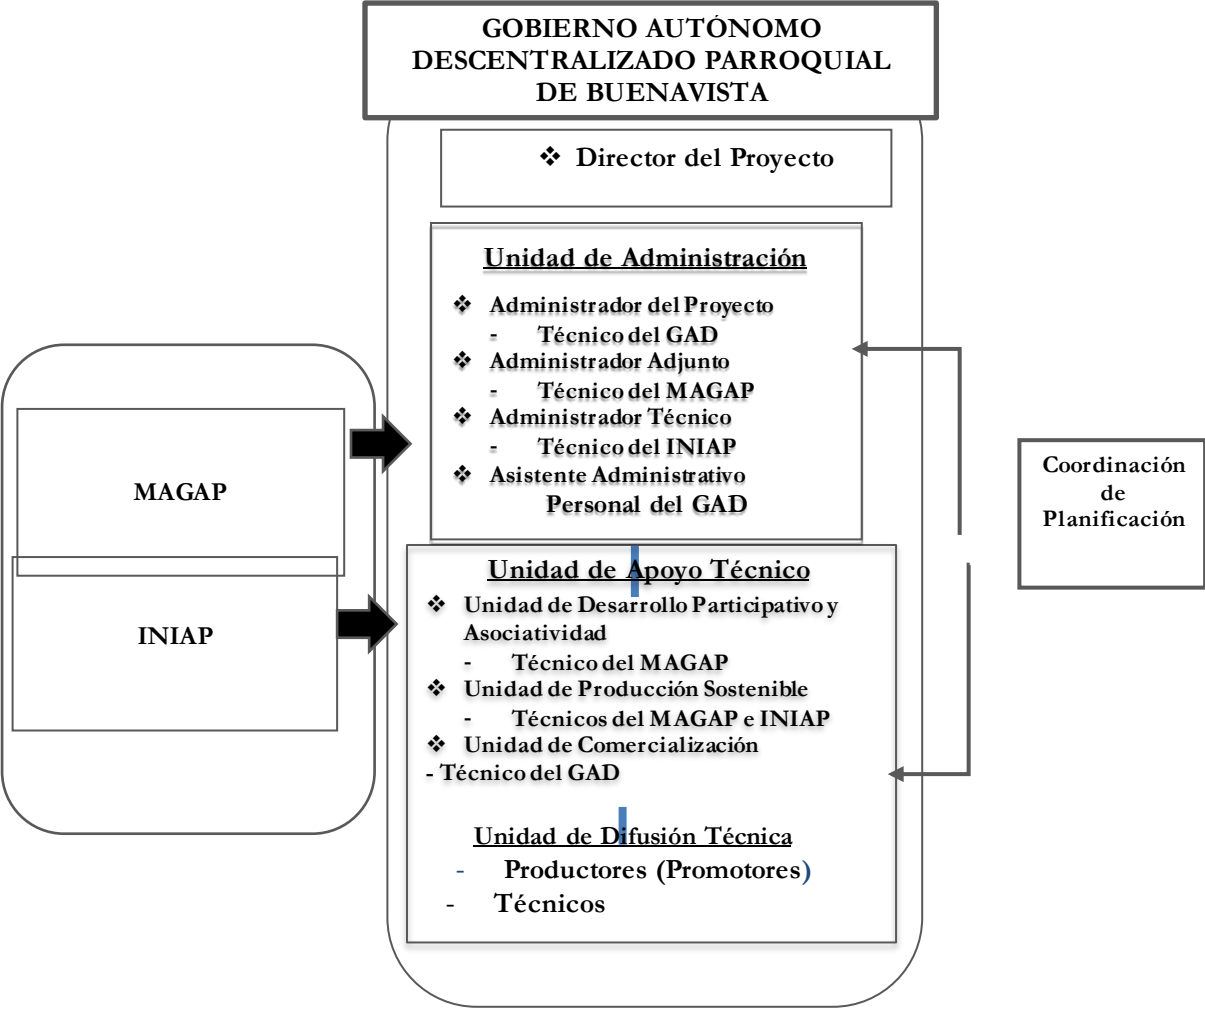 GOBIERNO AUTÓNOMO
DESCENTRALIZADO PARROQUIAL
DE BUENAVISTA
❖ Director del Proyecto
Unidad de Administración
❖ Administrador del Proyecto
- Técnico del GAD
❖ Administrador Adjunto
- Técnico del MAGAP
❖ Administrador Técnico
- Técnico del INIAP
❖ Asistente Administrativo
Personal del GAD
MAGAP
INIAP
Unidad de Apoyo Técnico
❖ Unidad de Desarrollo Participativo y
Asociatividad
- Técnico del MAGAP
❖ Unidad de Producción Sostenible
- Técnicos del MAGAP e INIAP
❖ Unidad de Comercialización
- Técnico del GAD
Unidad de Difusión Técnica
- Productores (Promotores)
- Técnicos
Coordinación
de
Planificación